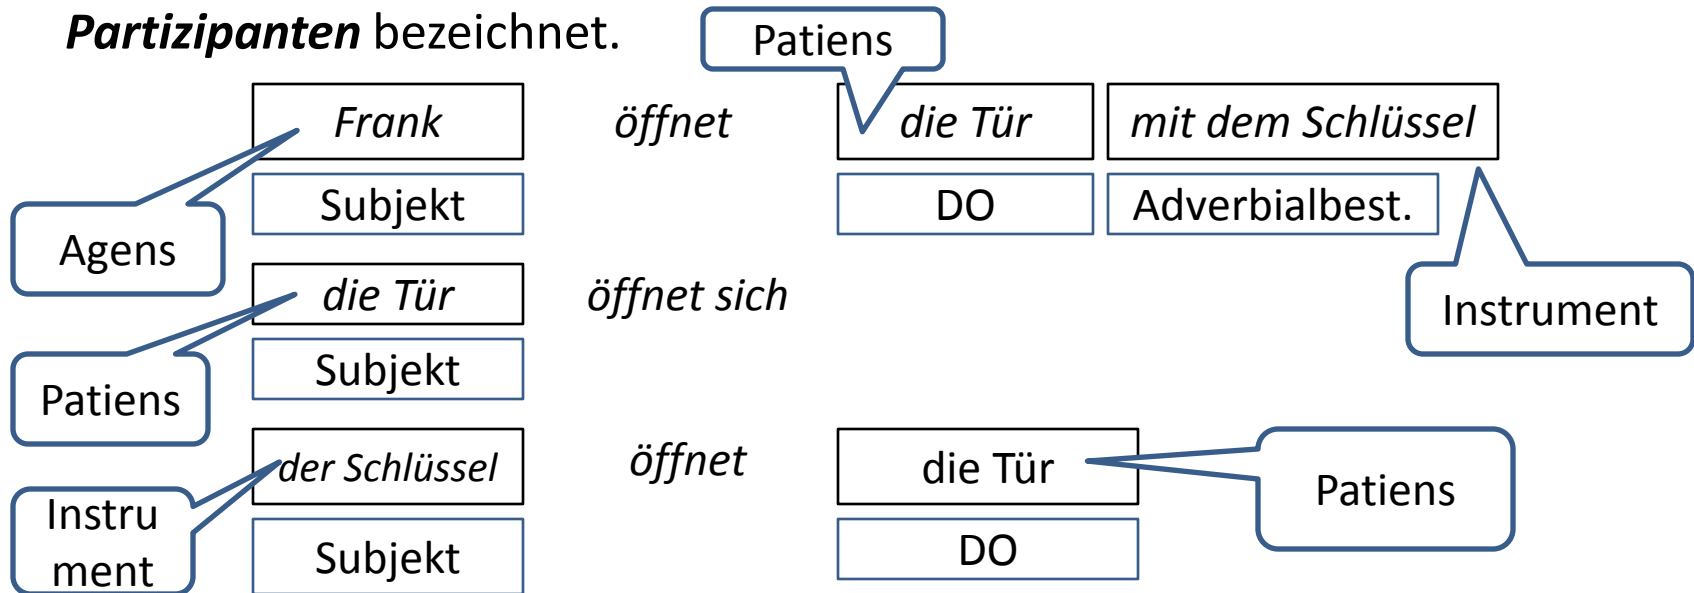 Partizipanten bezeichnet.
Patiens
Frank öffnet die Tür mit dem Schlüssel
Subjekt DO Adverbialbest.
Agens
die Tür öffnet sich
Instrument
Subjekt
Patiens
der Schlüssel öffnet die Tür
Patiens
Instru
ment
Subjekt DO